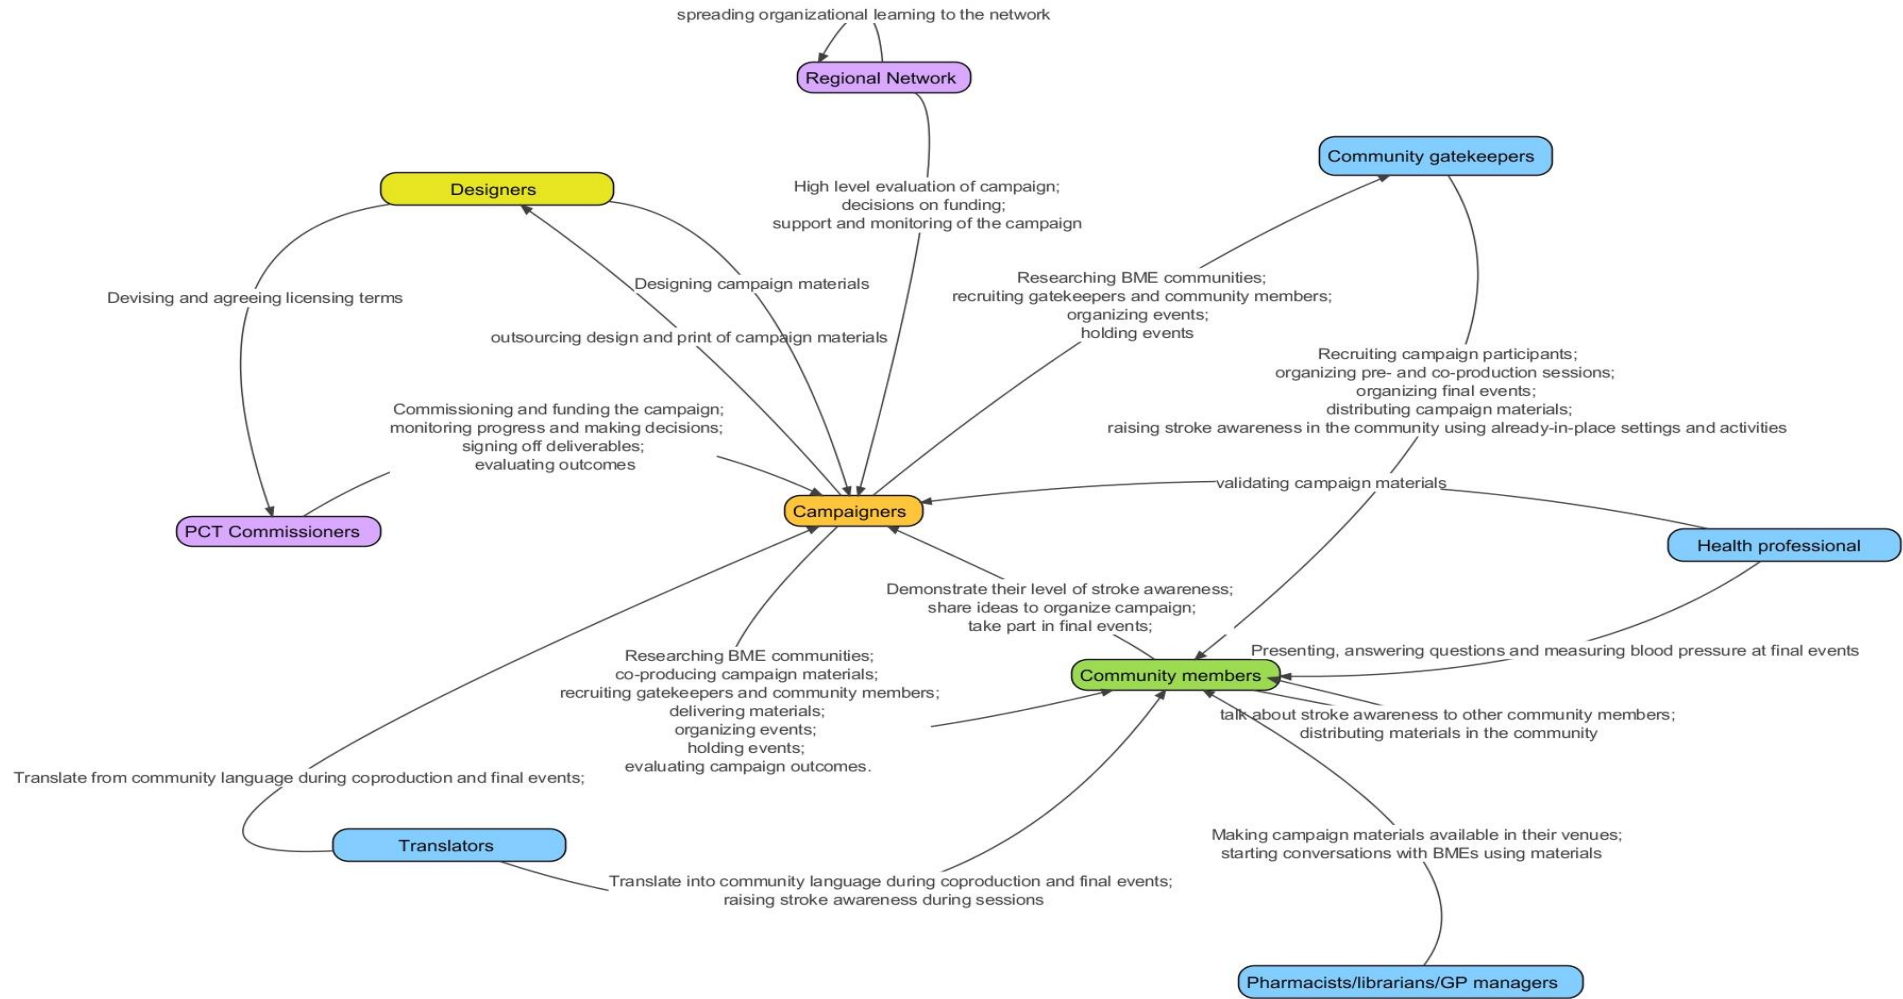 spreading organizational learning to the network
Regional Network
Community gatekeepers
Designers
High level evaluation of campaign;
decisions on funding;
support and monitoring of the campaign
Devising and agreeing licensing terms
Designing campaign materials
outsourcing design and print of campaign materials
Researching BME communities;
recruiting gatekeepers and community members;
organizing events;
holding events
Recruiting campaign participants;
organizing pre- and co-production sessions;
organizing final events;
distributing campaign materials;
raising stroke awareness in the community using already-in-place settings and activities
Commissioning and funding the campaign;
monitoring progress and making decisions;
signing off deliverables;
evaluating outcomes
validating campaign materials
Campaigners
PCT Commissioners
Health professional
Demonstrate their level of stroke awareness;
share ideas to organize campaign;
take part in final events;
Presenting, answering questions and measuring blood pressure at final events
Community members
Researching BME communities;
co-producing campaign materials;
recruiting gatekeepers and community members;
delivering materials;
organizing events;
holding events;
evaluating campaign outcomes.
talk about stroke awareness to other community members;
distributing materials in the community
Translate from community language during coproduction and final events;
Translators
Making campaign materials available in their venues;
starting conversations with BMEs using materials
Translate into community language during coproduction and final events;
raising stroke awareness during sessions
Pharmacists/librarians/GP managers